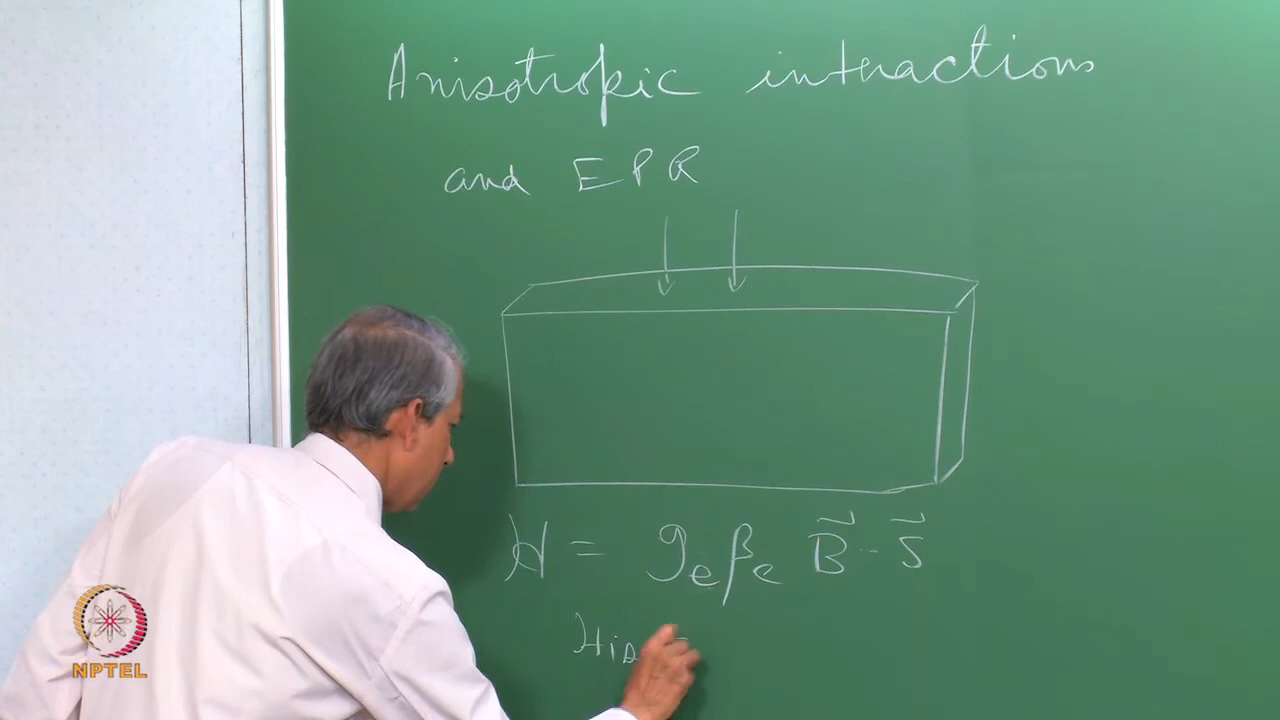 Anisotropic interactions
and EPR
H = gₑβₑ B⃗ · S⃗
H
NPTEL